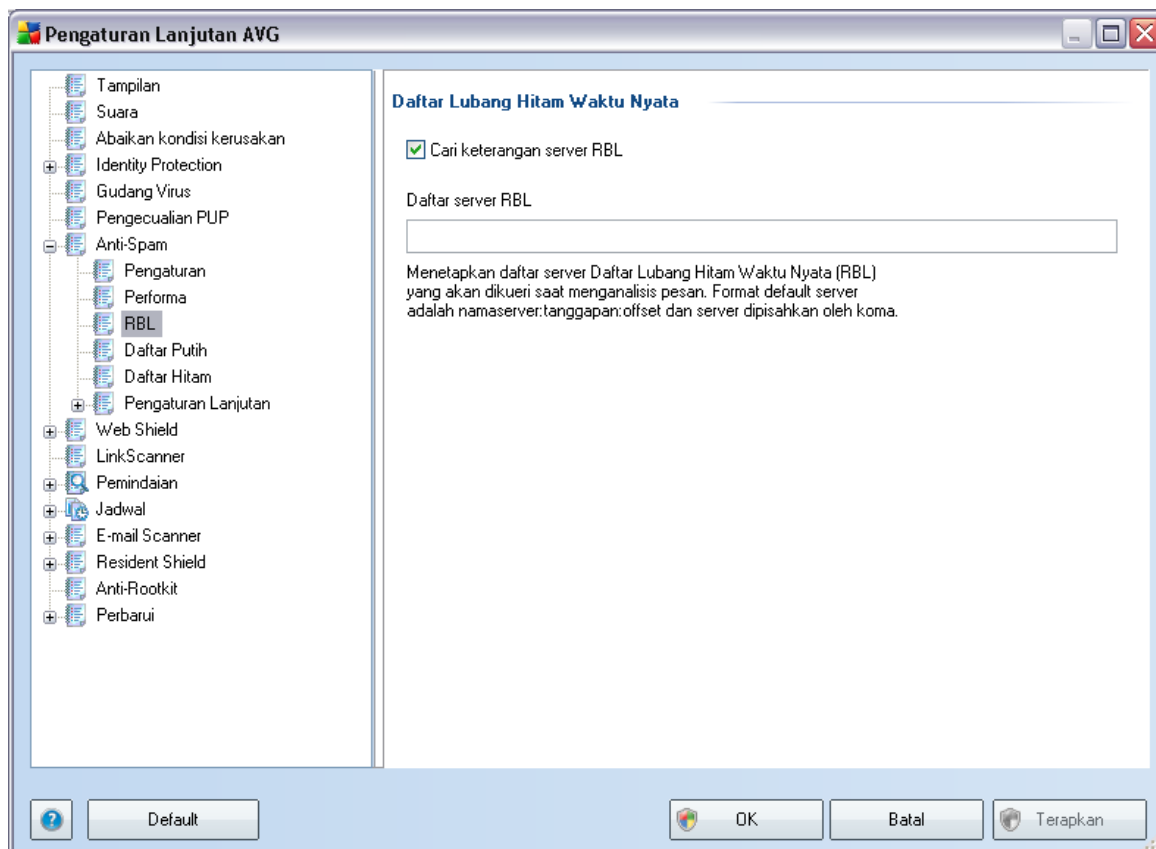 Pengaturan Lanjutan AVG
Tampilan
Suara
Abaikan kondisi kerusakan
Identity Protection
Gudang Virus
Pengecualian PUP
Anti-Spam
Pengaturan
Performa
RBL
Daftar Putih
Daftar Hitam
Pengaturan Lanjutan
Web Shield
LinkScanner
Pemindaian
Jadwal
E-mail Scanner
Resident Shield
Anti-Rootkit
Perbarui
Daftar Lubang Hitam Waktu Nyata
Cari keterangan server RBL
Daftar server RBL
Menetapkan daftar server Daftar Lubang Hitam Waktu Nyata (RBL)
yang akan dikueri saat menganalisis pesan. Format default server
adalah namaserver:tanggapan:offset dan server dipisahkan oleh koma.
Default
OK
Batal
Terapkan